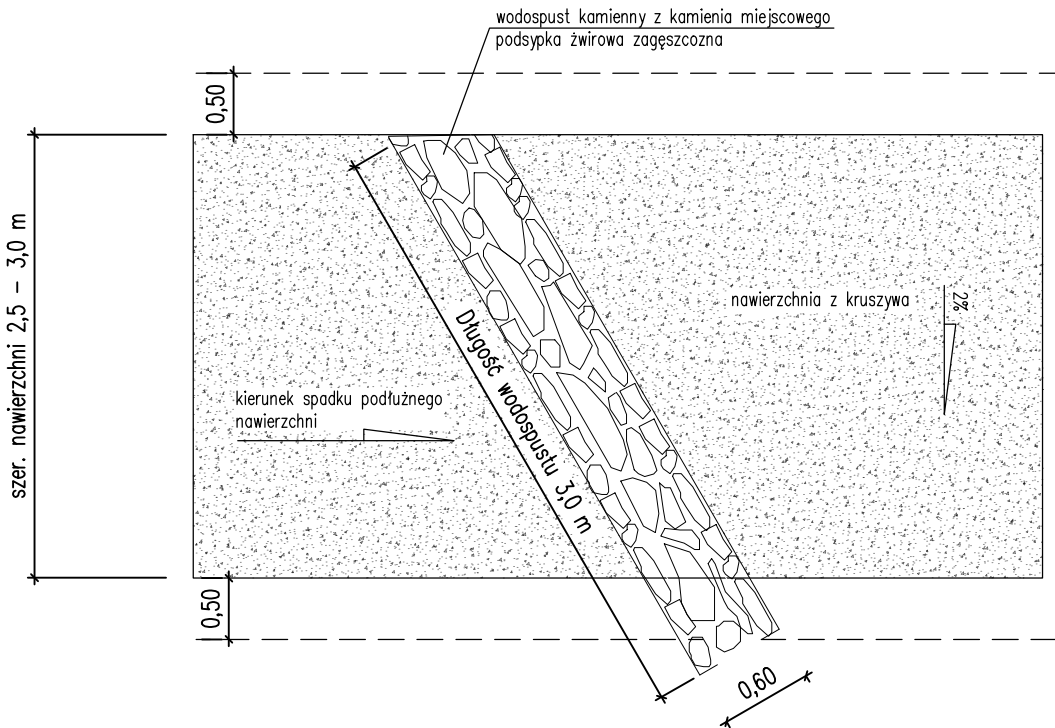 wodospust kamienny z kamienia miejscowego
podsypka żwirowa zagęszcozna
0,50
szer. nawierzchni 2,5 - 3,0 m
nawierzchnia z kruszywa
2%
Długość wodospustu 3,0 m
kierunek spadku podłużnego
nawierzchni
0,50
0,60